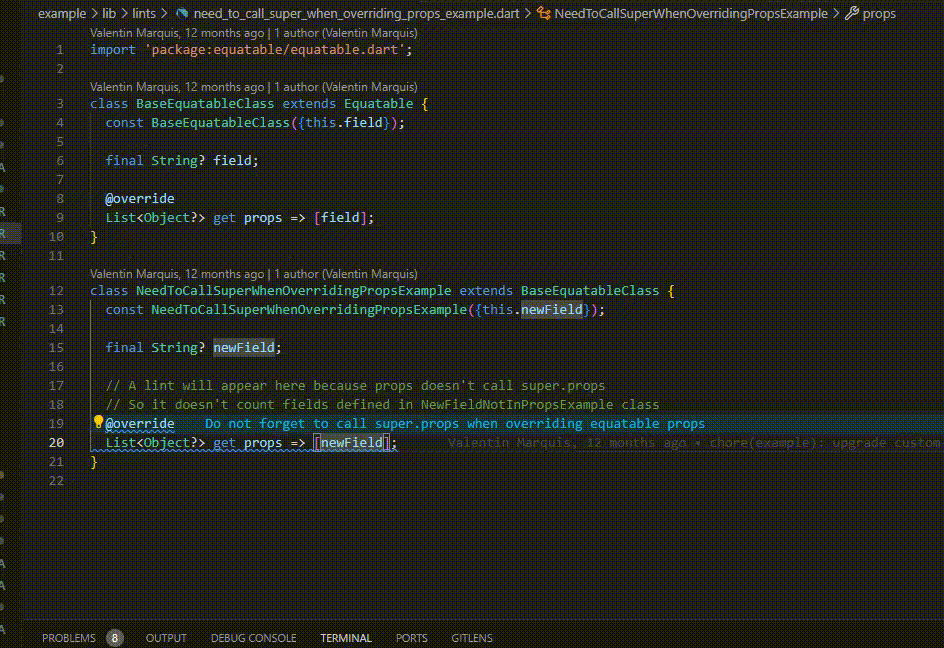 example > lib > lints > need_to_call_super_when_overriding_props_example.dart > NeedToCallSuperWhenOverridingPropsExample > props
Valentin Marquis, 12 months ago | 1 author (Valentin Marquis)
1 import 'package:equatable/equatable.dart';
2
Valentin Marquis, 12 months ago | 1 author (Valentin Marquis)
3 class BaseEquatableClass extends Equatable {
4 const BaseEquatableClass({this.field});
5
6 final String? field;
7
8 @override
9 List<Object?> get props => [field];
10 }
11
Valentin Marquis, 12 months ago | 1 author (Valentin Marquis)
12 class NeedToCallSuperWhenOverridingPropsExample extends BaseEquatableClass {
13 const NeedToCallSuperWhenOverridingPropsExample({this.newField});
14
15 final String? newField;
16
17 // A lint will appear here because props doesn't call super.props
18 // So it doesn't count fields defined in NewFieldNotInPropsExample class
19 @override Do not forget to call super.props when overriding equatable props
20 List<Object?> get props => [newField]; Valentin Marquis, 12 months ago • chore(example): upgrade custom
21 }
22
PROBLEMS 8 OUTPUT DEBUG CONSOLE TERMINAL PORTS GITLENS